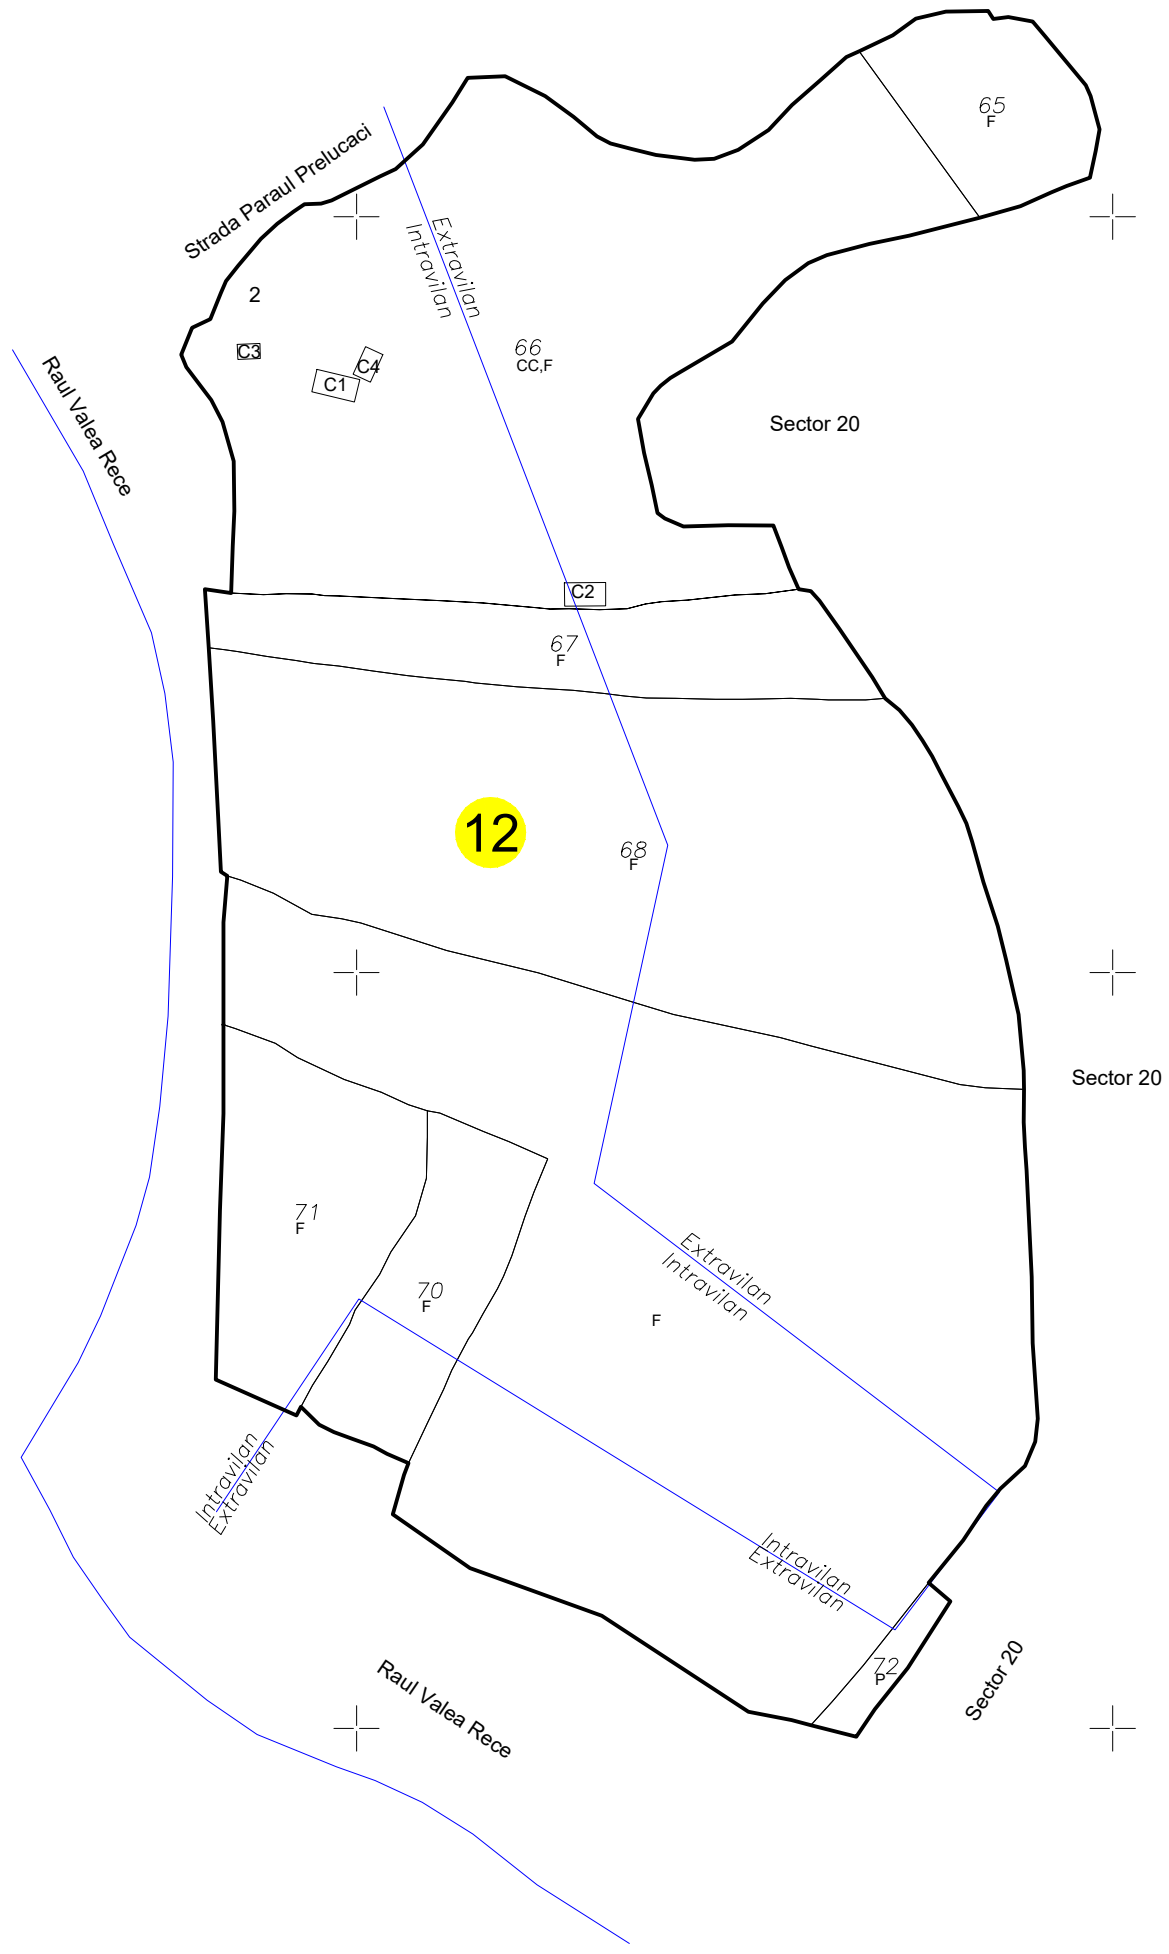 65
F
Strada Paraul Prelucaci
Extravilan
Intravilan
2
C3
C4
C1
66
CC,F
Raul Valea Rece
Sector 20
C2
67
F
12
68
F
Sector 20
71
F
70
F
Extravilan
Intravilan
F
Intravilan
Extravilan
Intravilan
Extravilan
72
P
Sector 20
Raul Valea Rece